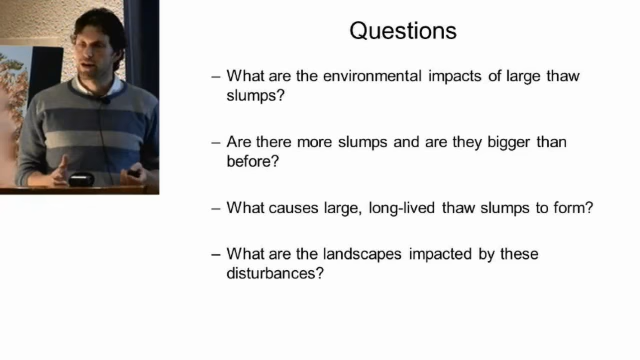 Questions
– What are the environmental impacts of large thaw
slumps?
– Are there more slumps and are they bigger than
before?
– What causes large, long-lived thaw slumps to form?
– What are the landscapes impacted by these
disturbances?